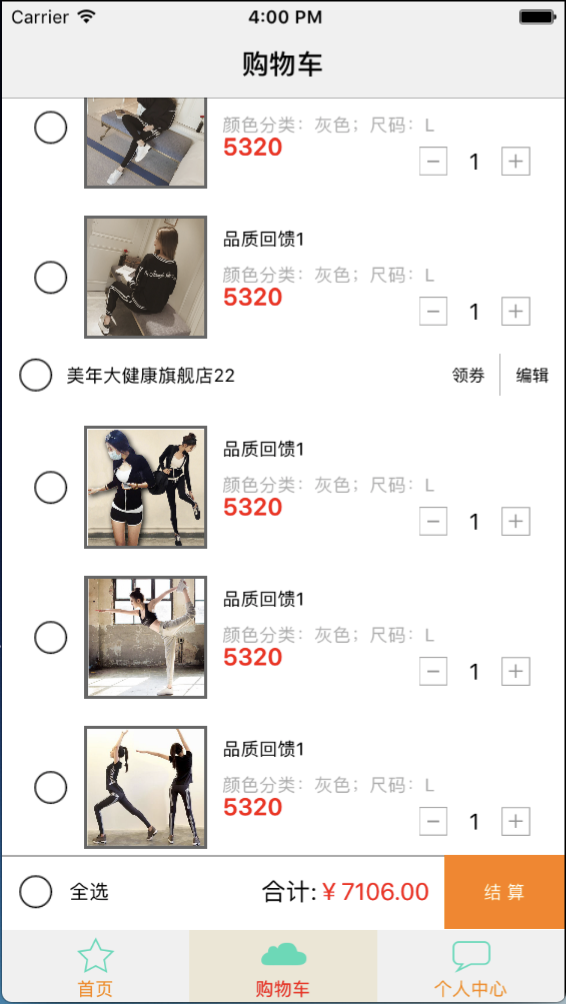 Carrier 4:00 PM
购物车
颜色分类：灰色；尺码：L
5320
− 1 +
品质回馈1
颜色分类：灰色；尺码：L
5320
− 1 +
美年大健康旗舰店22 领券 编辑
品质回馈1
颜色分类：灰色；尺码：L
5320
− 1 +
品质回馈1
颜色分类：灰色；尺码：L
5320
− 1 +
品质回馈1
颜色分类：灰色；尺码：L
5320
− 1 +
全选 合计:¥ 7106.00 结 算
首页 购物车 个人中心